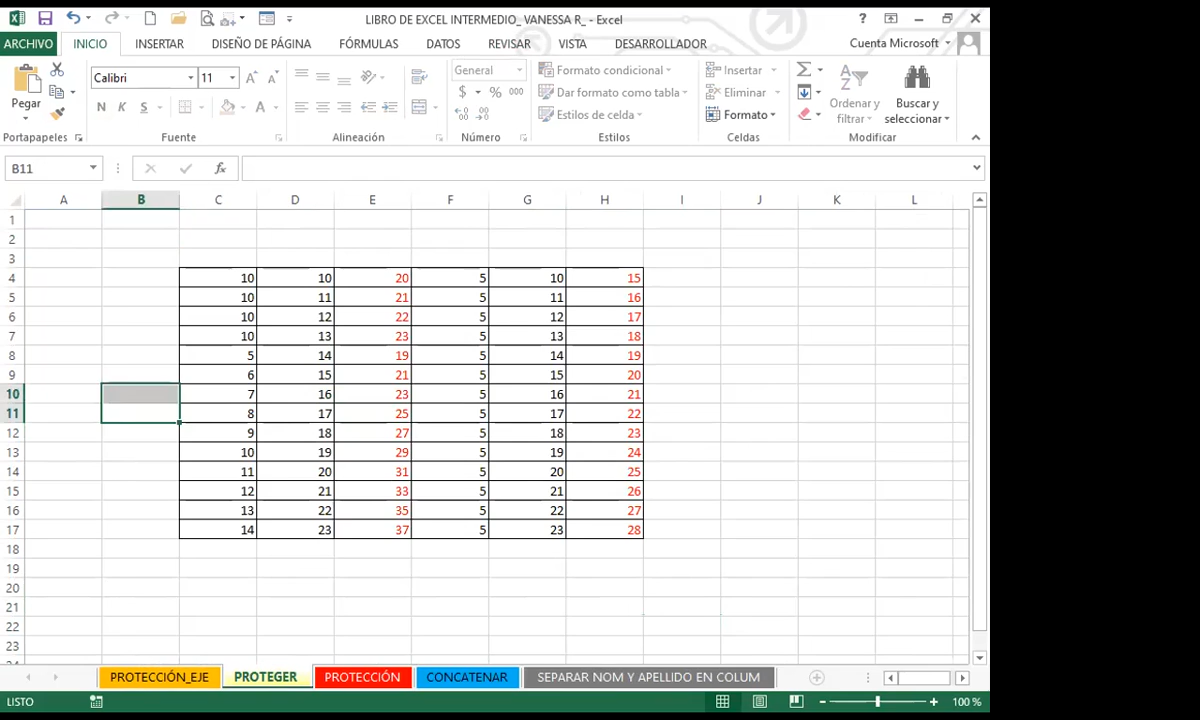 LIBRO DE EXCEL INTERMEDIO_ VANESSA R_ - Excel
ARCHIVO INICIO INSERTAR DISEÑO DE PÁGINA FÓRMULAS DATOS REVISAR VISTA DESARROLLADOR Cuenta Microsoft
Calibri 11 General Formato condicional Insertar
Pegar N K S $ % 000 Dar formato como tabla Eliminar Ordenar y filtrar Buscar y seleccionar
Estilos de celda Formato
Portapapeles Fuente Alineación Número Estilos Celdas Modificar
B11 fx
A B C D E F G H I J K L
1
2
3
4 10 10 20 5 10 15
5 10 11 21 5 11 16
6 10 12 22 5 12 17
7 10 13 23 5 13 18
8 5 14 19 5 14 19
9 6 15 21 5 15 20
10 7 16 23 5 16 21
11 8 17 25 5 17 22
12 9 18 27 5 18 23
13 10 19 29 5 19 24
14 11 20 31 5 20 25
15 12 21 33 5 21 26
16 13 22 35 5 22 27
17 14 23 37 5 23 28
18
19
20
21
22
23
PROTECCIÓN_EJE PROTEGER PROTECCIÓN CONCATENAR SEPARAR NOM Y APELLIDO EN COLUM
LISTO 100 %